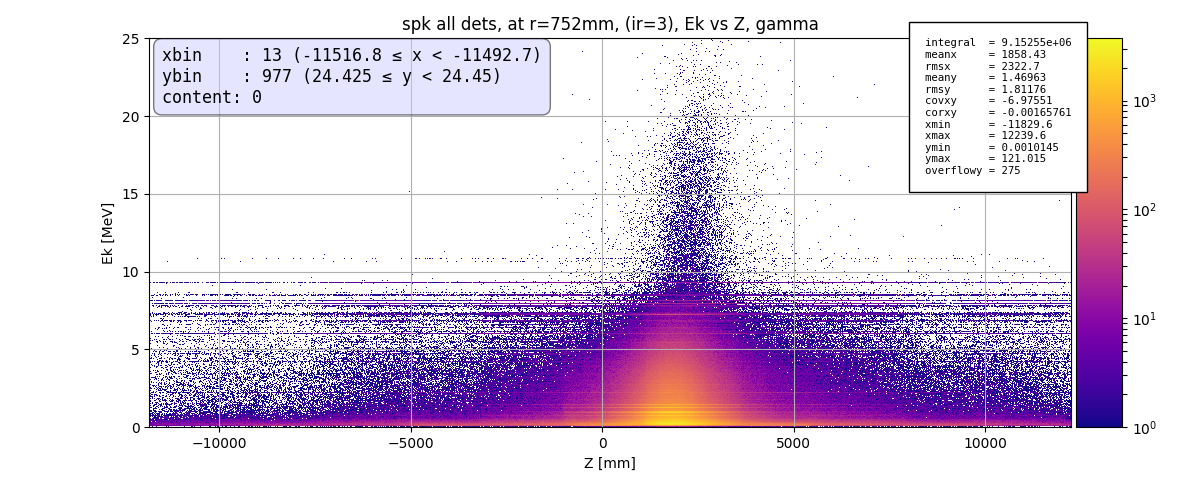 spk all dets, at r=752mm, (ir=3), Ek vs Z, gamma
xbin    : 13 (-11516.8 ≤ x < -11492.7)
ybin    : 977 (24.425 ≤ y < 24.45)
content: 0
integral  = 9.15255e+06
meanx     = 1858.43
rmsx      = 2322.7
meany     = 1.46963
rmsy      = 1.81176
covxy     = -6.97551
corxy     = -0.00165761
xmin      = -11829.6
xmax      = 12239.6
ymin      = 0.0010145
ymax      = 121.015
overflowy = 275
25
20
15
10
5
0
Ek [MeV]
−10000
−5000
0
5000
10000
Z [mm]
10³
10²
10¹
10⁰